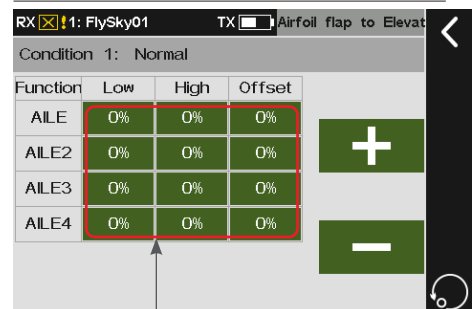 RX !1: FlySky01 TX Airfoil flap to Elevat
Condition 1: Normal
Function Low High Offset
AILE 0% 0% 0%
AILE2 0% 0% 0%
AILE3 0% 0% 0%
AILE4 0% 0% 0%